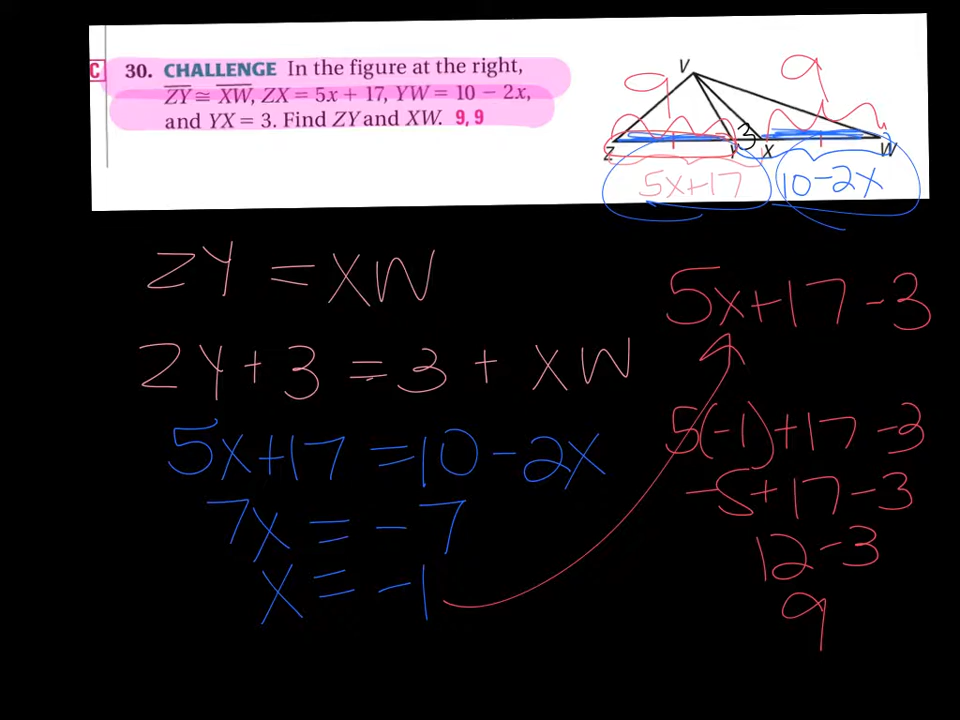 C
30. CHALLENGE In the figure at the right,
ZY ≅ XW, ZX = 5x + 17, YW = 10 − 2x,
and YX = 3. Find ZY and XW. 9, 9
V
9
9
3
Z Y X W
5x+17
10-2x
ZY = XW
ZY + 3 = 3 + XW
5x+17 = 10-2x
7x = -7
x = -1
5x+17-3
5(-1)+17-3
-5+17-3
12-3
9